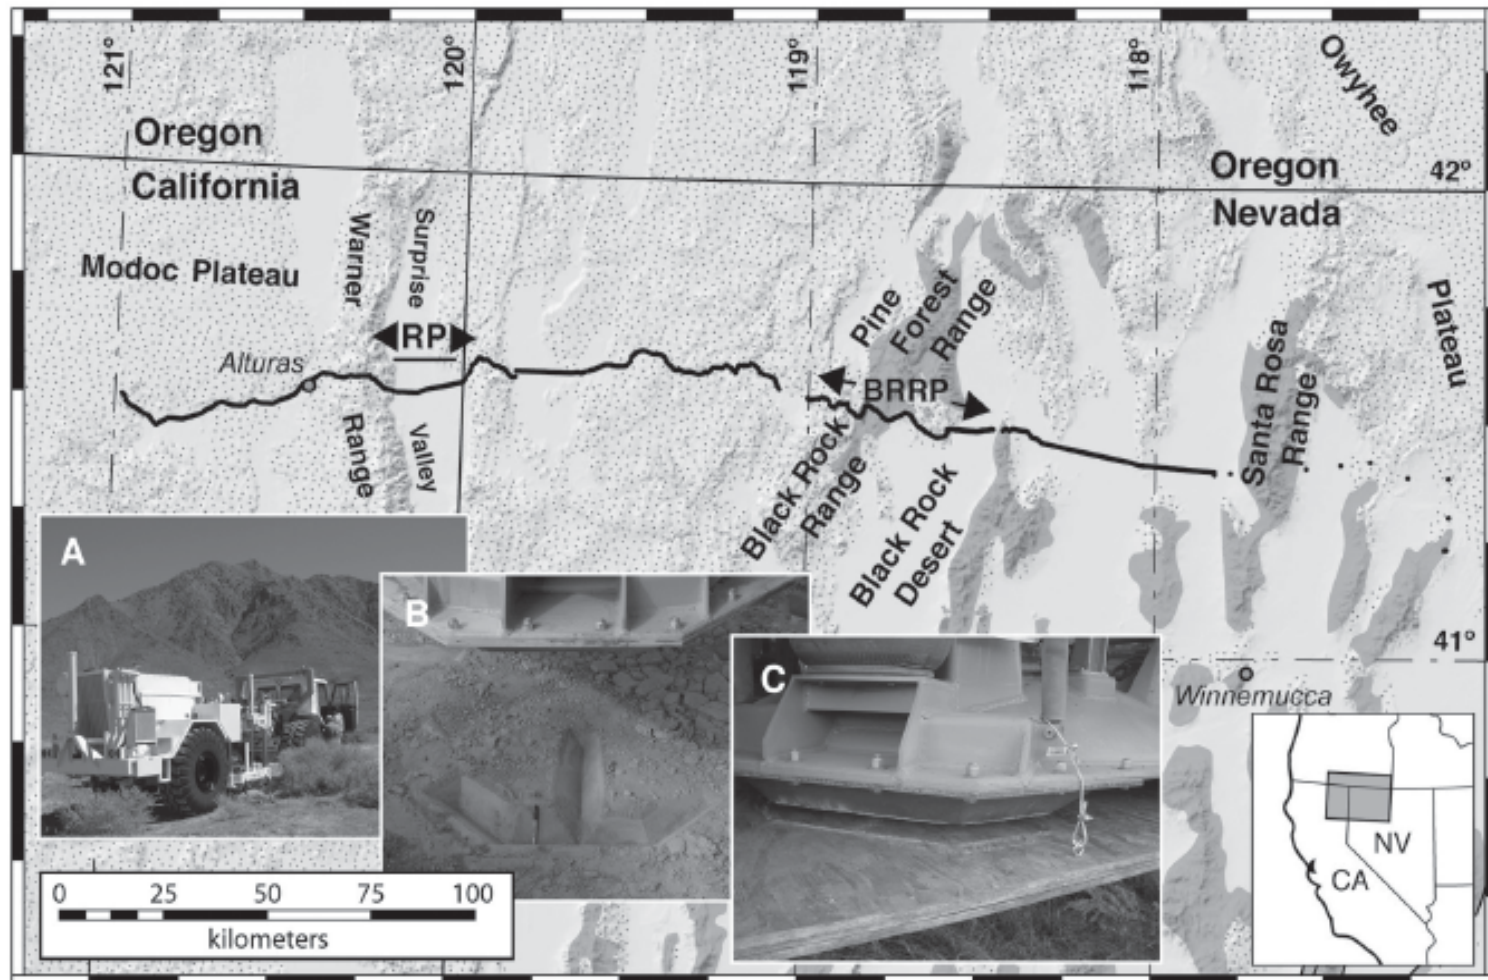 121°
120°
119°
118°
Owyhee
Oregon
California
Oregon
Nevada
42°
Modoc Plateau
Warner
Range
Surprise
Valley
RP
Alturas
Pine
Forest
Range
BRRP
Black Rock
Range
Black Rock
Desert
Santa Rosa
Range
Plateau
41°
Winnemucca
A
B
C
0 25 50 75 100
kilometers
NV
CA